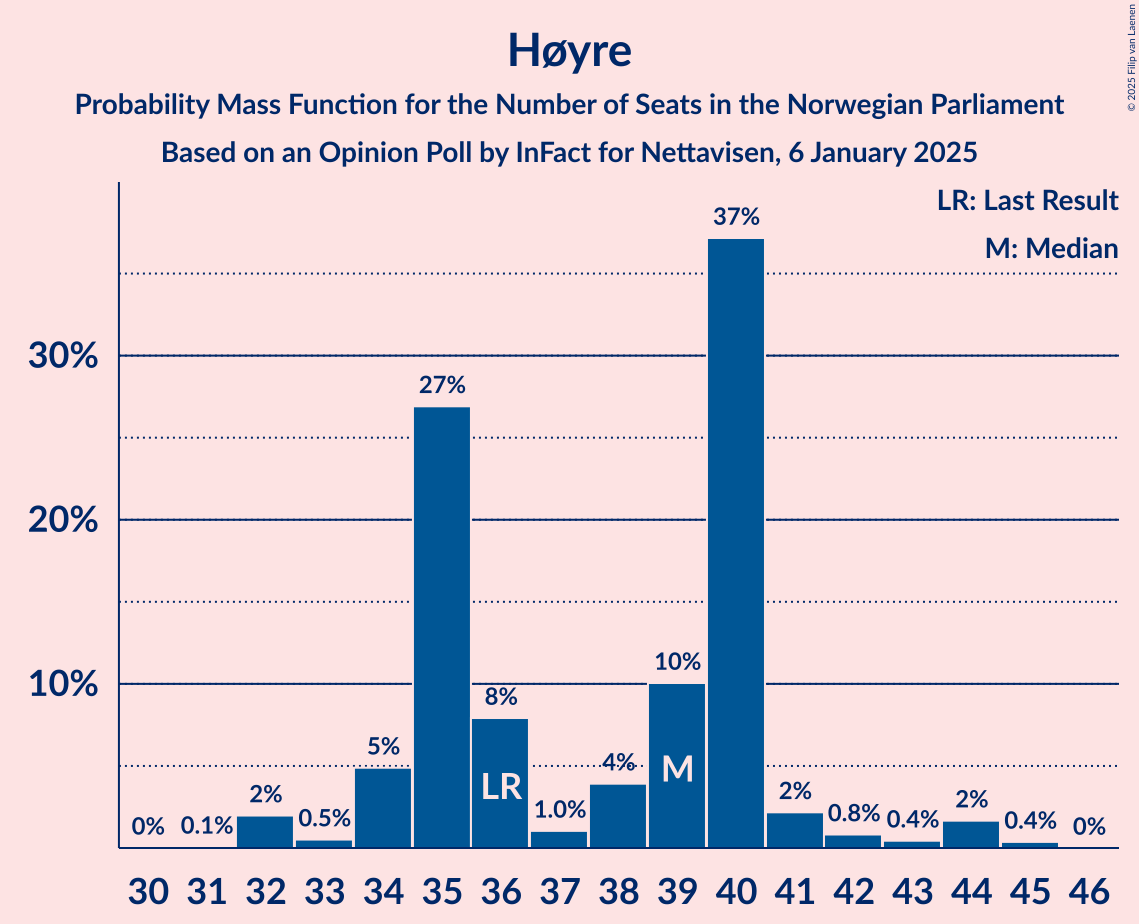 Høyre
Probability Mass Function for the Number of Seats in the Norwegian Parliament
Based on an Opinion Poll by InFact for Nettavisen, 6 January 2025
© 2025 Filip van Laenen
LR: Last Result
M: Median
37%
30%
27%
20%
10%
10%
8%
5%
4%
2%
0.5%
1.0%
2%
0.8%
0.4%
2%
0.4%
0%
0%
0.1%
LR
M
30 31 32 33 34 35 36 37 38 39 40 41 42 43 44 45 46